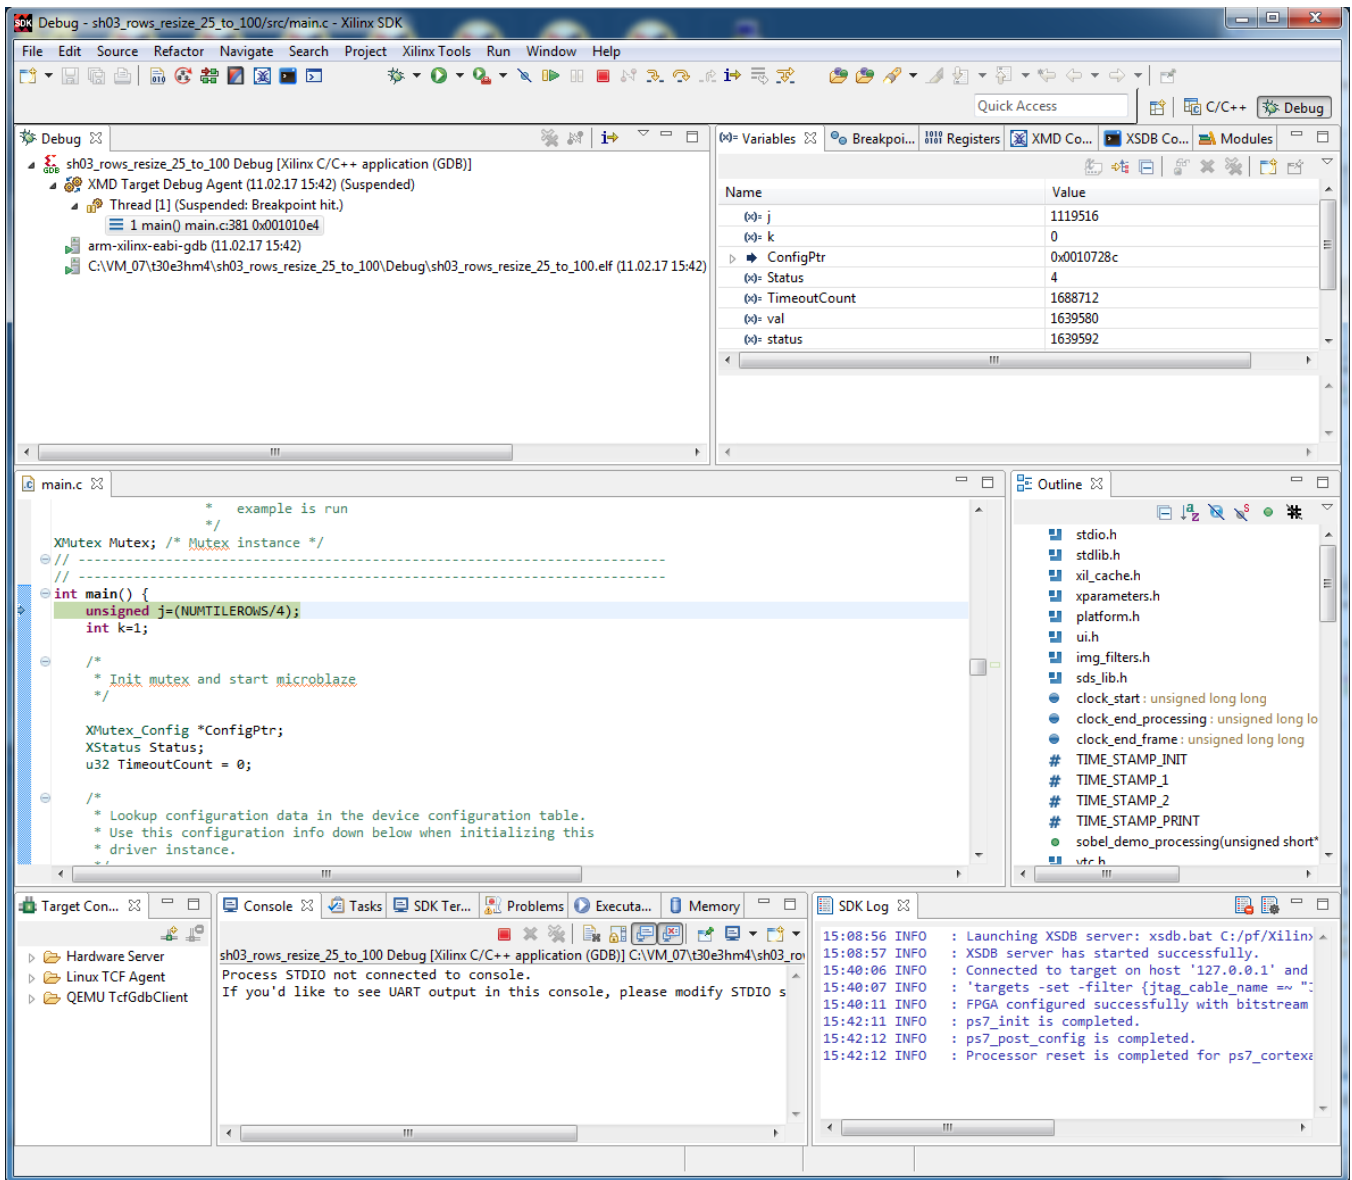 Debug - sh03_rows_resize_25_to_100/src/main.c - Xilinx SDK
File Edit Source Refactor Navigate Search Project Xilinx Tools Run Window Help
Quick Access
C/C++ Debug
Debug
sh03_rows_resize_25_to_100 Debug [Xilinx C/C++ application (GDB)]
XMD Target Debug Agent (11.02.17 15:42) (Suspended)
Thread [1] (Suspended: Breakpoint hit.)
1 main() main.c:381 0x001010e4
arm-xilinx-eabi-gdb (11.02.17 15:42)
C:\VM_07\t30e3hm4\sh03_rows_resize_25_to_100\Debug\sh03_rows_resize_25_to_100.elf (11.02.17 15:42)
(x)= Variables Breakpoi... Registers XMD Co... XSDB Co... Modules
Name Value
(x)= j 1119516
(x)= k 0
ConfigPtr 0x0010728c
(x)= Status 4
(x)= TimeoutCount 1688712
(x)= val 1639580
(x)= status 1639592
main.c
* example is run
*/
XMutex Mutex; /* Mutex instance */
// --------------------------------------------------------------------------
// --------------------------------------------------------------------------
int main() {
unsigned j=(NUMTILEROWS/4);
int k=1;
/*
* Init mutex and start microblaze
*/
XMutex_Config *ConfigPtr;
XStatus Status;
u32 TimeoutCount = 0;
/*
* Lookup configuration data in the device configuration table.
* Use this configuration info down below when initializing this
* driver instance.
*/
Outline
stdio.h
stdlib.h
xil_cache.h
xparameters.h
platform.h
ui.h
img_filters.h
sds_lib.h
clock_start : unsigned long long
clock_end_processing : unsigned long lo
clock_end_frame : unsigned long long
TIME_STAMP_INIT
TIME_STAMP_1
TIME_STAMP_2
TIME_STAMP_PRINT
sobel_demo_processing(unsigned short*
vtc.h
Target Con...
Hardware Server
Linux TCF Agent
QEMU TcfGdbClient
Console Tasks SDK Ter... Problems Executa... Memory
sh03_rows_resize_25_to_100 Debug [Xilinx C/C++ application (GDB)] C:\VM_07\t30e3hm4\sh03_ro
Process STDIO not connected to console.
If you'd like to see UART output in this console, please modify STDIO s
SDK Log
15:08:56 INFO : Launching XSDB server: xsdb.bat C:/pf/Xilin
15:08:57 INFO : XSDB server has started successfully.
15:40:06 INFO : Connected to target on host '127.0.0.1' and
15:40:07 INFO : 'targets -set -filter {jtag_cable_name =~ "
15:40:11 INFO : FPGA configured successfully with bitstream
15:42:11 INFO : ps7_init is completed.
15:42:12 INFO : ps7_post_config is completed.
15:42:12 INFO : Processor reset is completed for ps7_cortexa